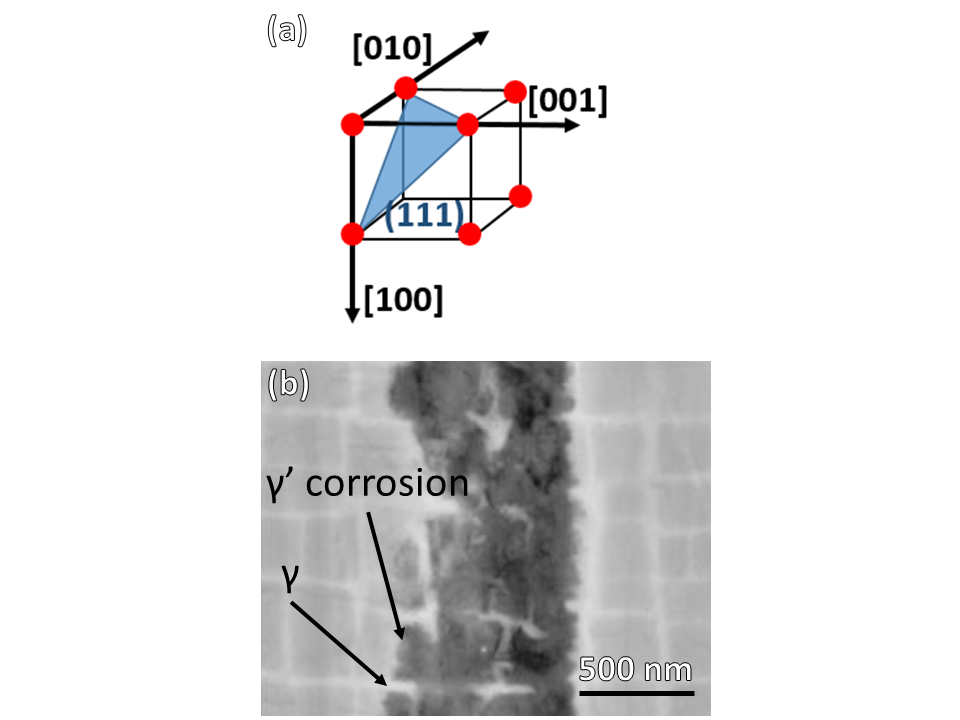 (a)
[010]
[001]
(111)
[100]
(b)
γ’ corrosion
γ
500 nm